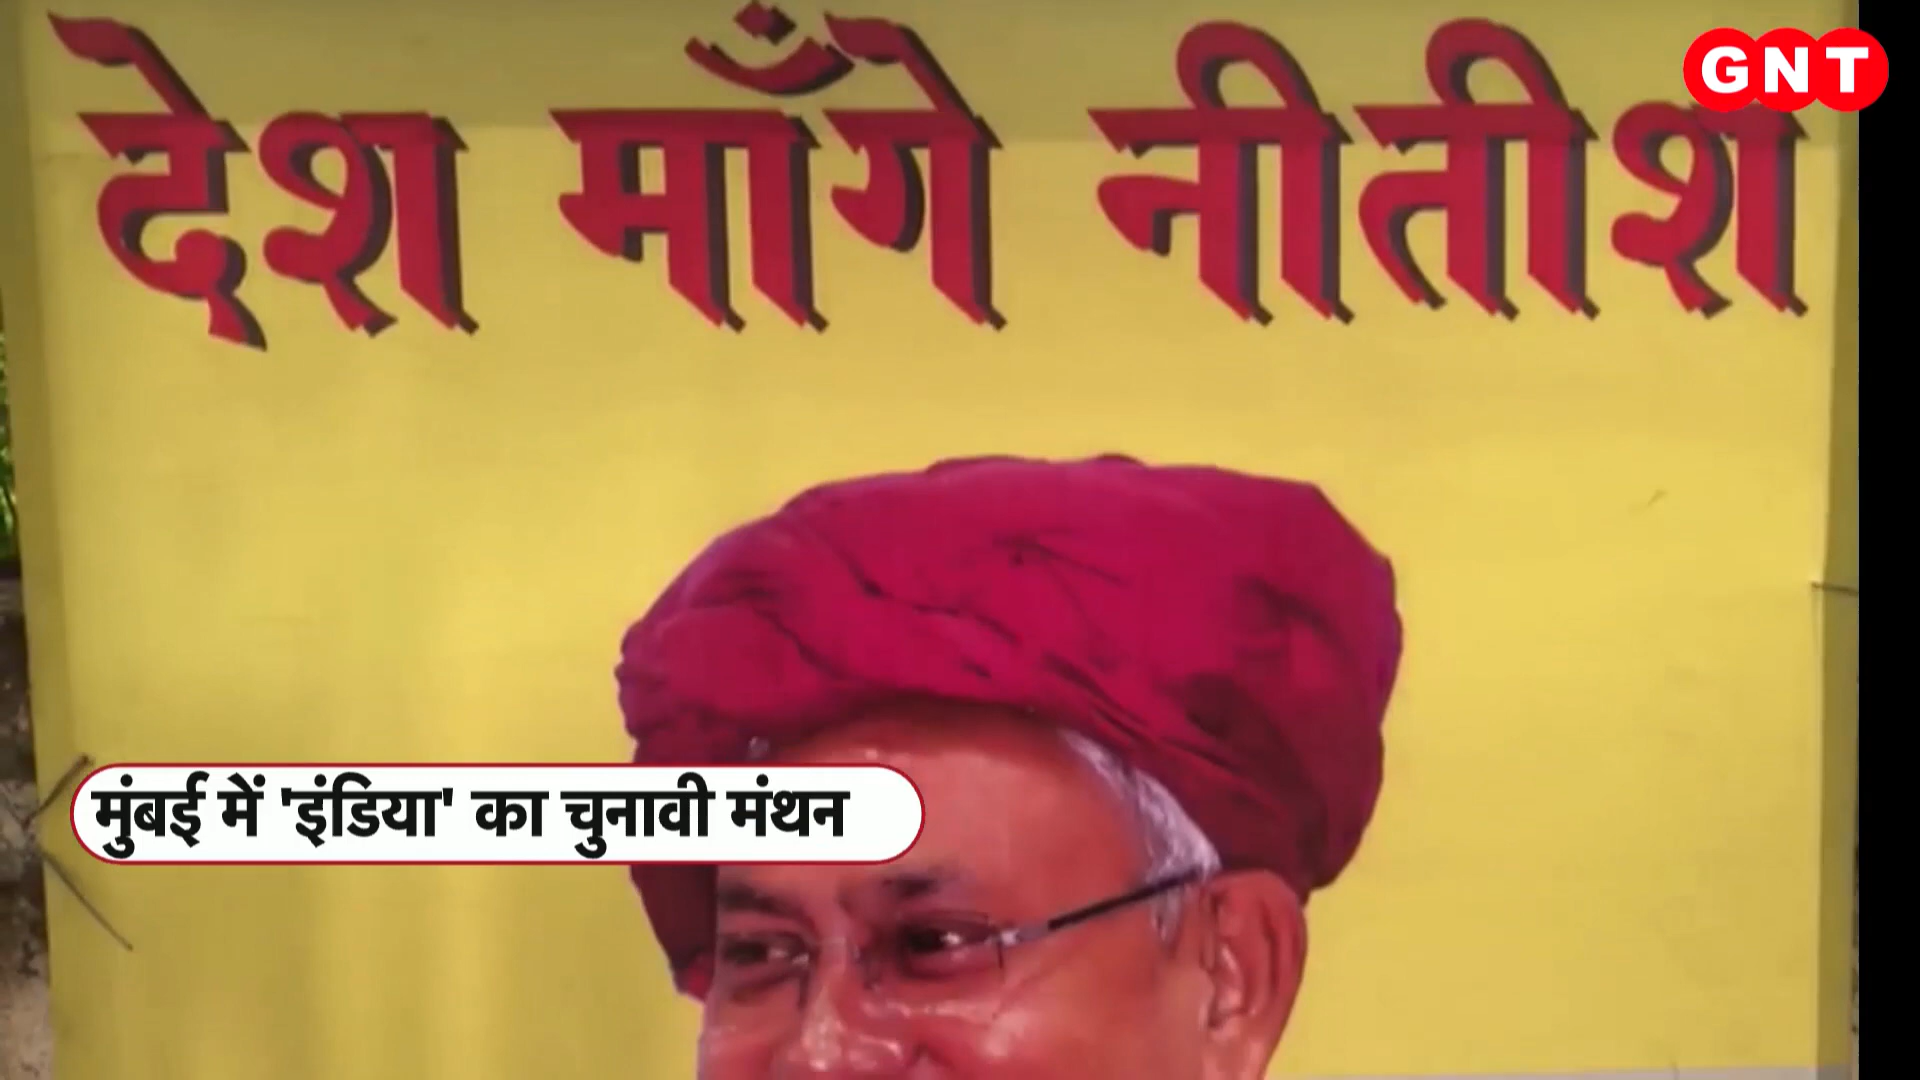 देश माँगे नीतीश
GNT
मुंबई में 'इंडिया' का चुनावी मंथन